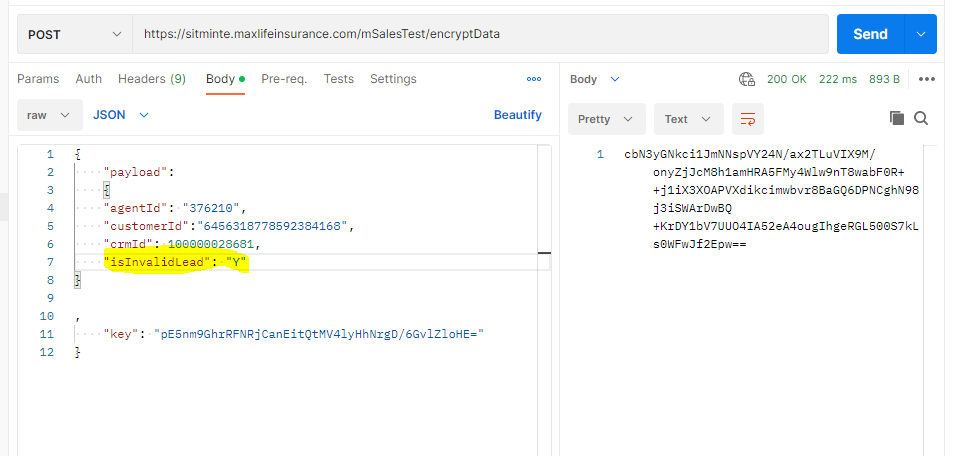 POST https://sitminte.maxlifeinsurance.com/mSalesTest/encryptData Send
Params Auth Headers (9) Body Pre-req. Tests Settings
raw JSON Beautify
1 {
2 "payload":
3 {
4 "agentId": "376210",
5 "customerId":"6456318778592384168",
6 "crmId": 100000028681,
7 "isInvalidLead": "Y"
8 }
9
10 ,
11 "key": "pE5nm9GhrRFNRjCanEitQtMV4lyHhNrgD/6GvlZloHE="
12 }
Body 200 OK 222 ms 893 B
Pretty Text
1 cbN3yGNkci1JmNNspVY24N/ax2TLuVIX9M/
onyZjJcM8h1amHRA5FMy4Wlw9nT8wabF0R+
+j1iX3XOAPVXdikcimwbvr8BaGQ6DPNCghN98
j3iSWArDwBQ
+KrDY1bV7UUO4IA52eA4ougIhgeRGL500S7kL
s0WFwJf2Epw==